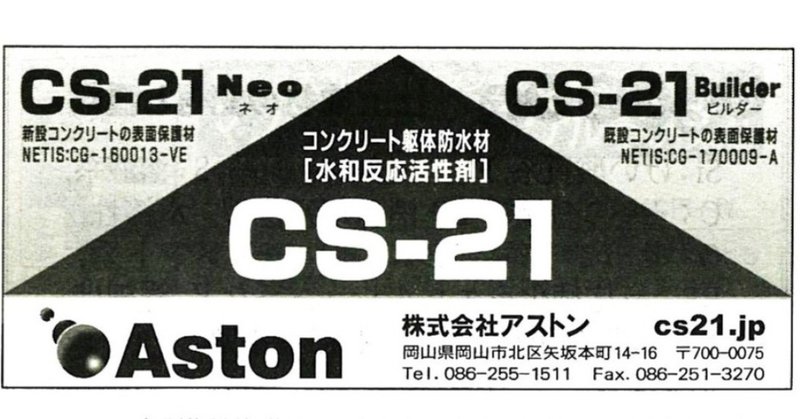 CS-21 Neo
ネオ
新設コンクリートの表面保護材
NETIS:CG-160013-VE
CS-21 Builder
ビルダー
既設コンクリートの表面保護材
NETIS:CG-170009-A
コンクリート躯体防水材
[水和反応活性剤]
CS-21
Aston
株式会社アストン cs21.jp
岡山県岡山市北区矢坂本町14-16 〒700-0075
Tel. 086-255-1511 Fax. 086-251-3270